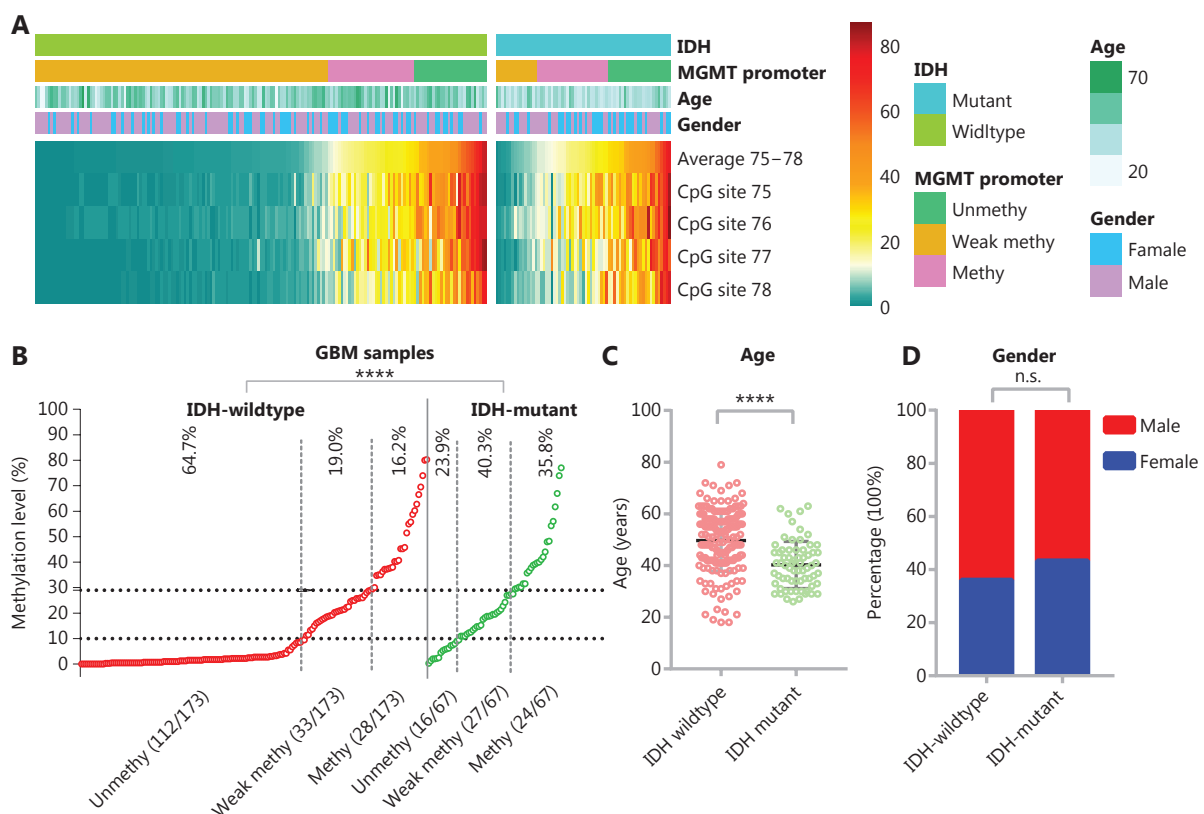 A
IDH
MGMT promoter
Age
Gender
Average 75–78
CpG site 75
CpG site 76
CpG site 77
CpG site 78
80
60
40
20
0
IDH
Mutant
Widltype
MGMT promoter
Unmethy
Weak methy
Methy
Age
70
20
Gender
Female
Male
B
GBM samples
****
IDH-wildtype
IDH-mutant
Methylation level (%)
100
90
80
70
60
50
40
30
20
10
0
64.7%
19.0%
16.2%
23.9%
40.3%
35.8%
Unmethy (112/173)
Weak methy (33/173)
Methy (28/173)
Unmethy (16/67)
Weak methy (27/67)
Methy (24/67)
C
Age
****
Age (years)
100
80
60
40
20
0
IDH wildtype
IDH mutant
D
Gender
n.s.
Percentage (100%)
100
80
60
40
20
0
IDH-wildtype
IDH-mutant
Male
Female